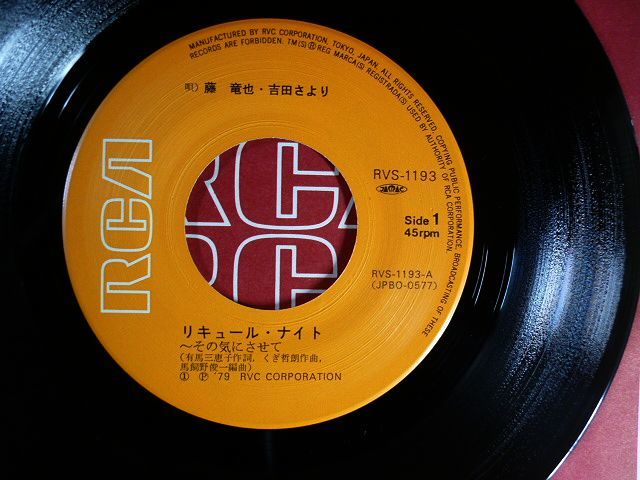 MANUFACTURED BY RVC CORPORATION, TOKYO, JAPAN. ALL RIGHTS RESERVED. COPYING PUBLIC PERFORMANCE, BROADCASTING OF THESE
RECORDS ARE FORBIDDEN. TM(S)® REG MARCA(S) REGISTRADA(S) USED BY AUTHORITY OF RCA CORPORATION.
唄) 藤 竜也・吉田さより
RCA
RVS-1193
Side 1
45rpm
RVS-1193-A
(JPBO-0577)
リキュール・ナイト
〜その気にさせて
(有馬三恵子作詞, くぎ哲朗作曲,
馬飼野俊一編曲)
① Ⓟ '79 RVC CORPORATION